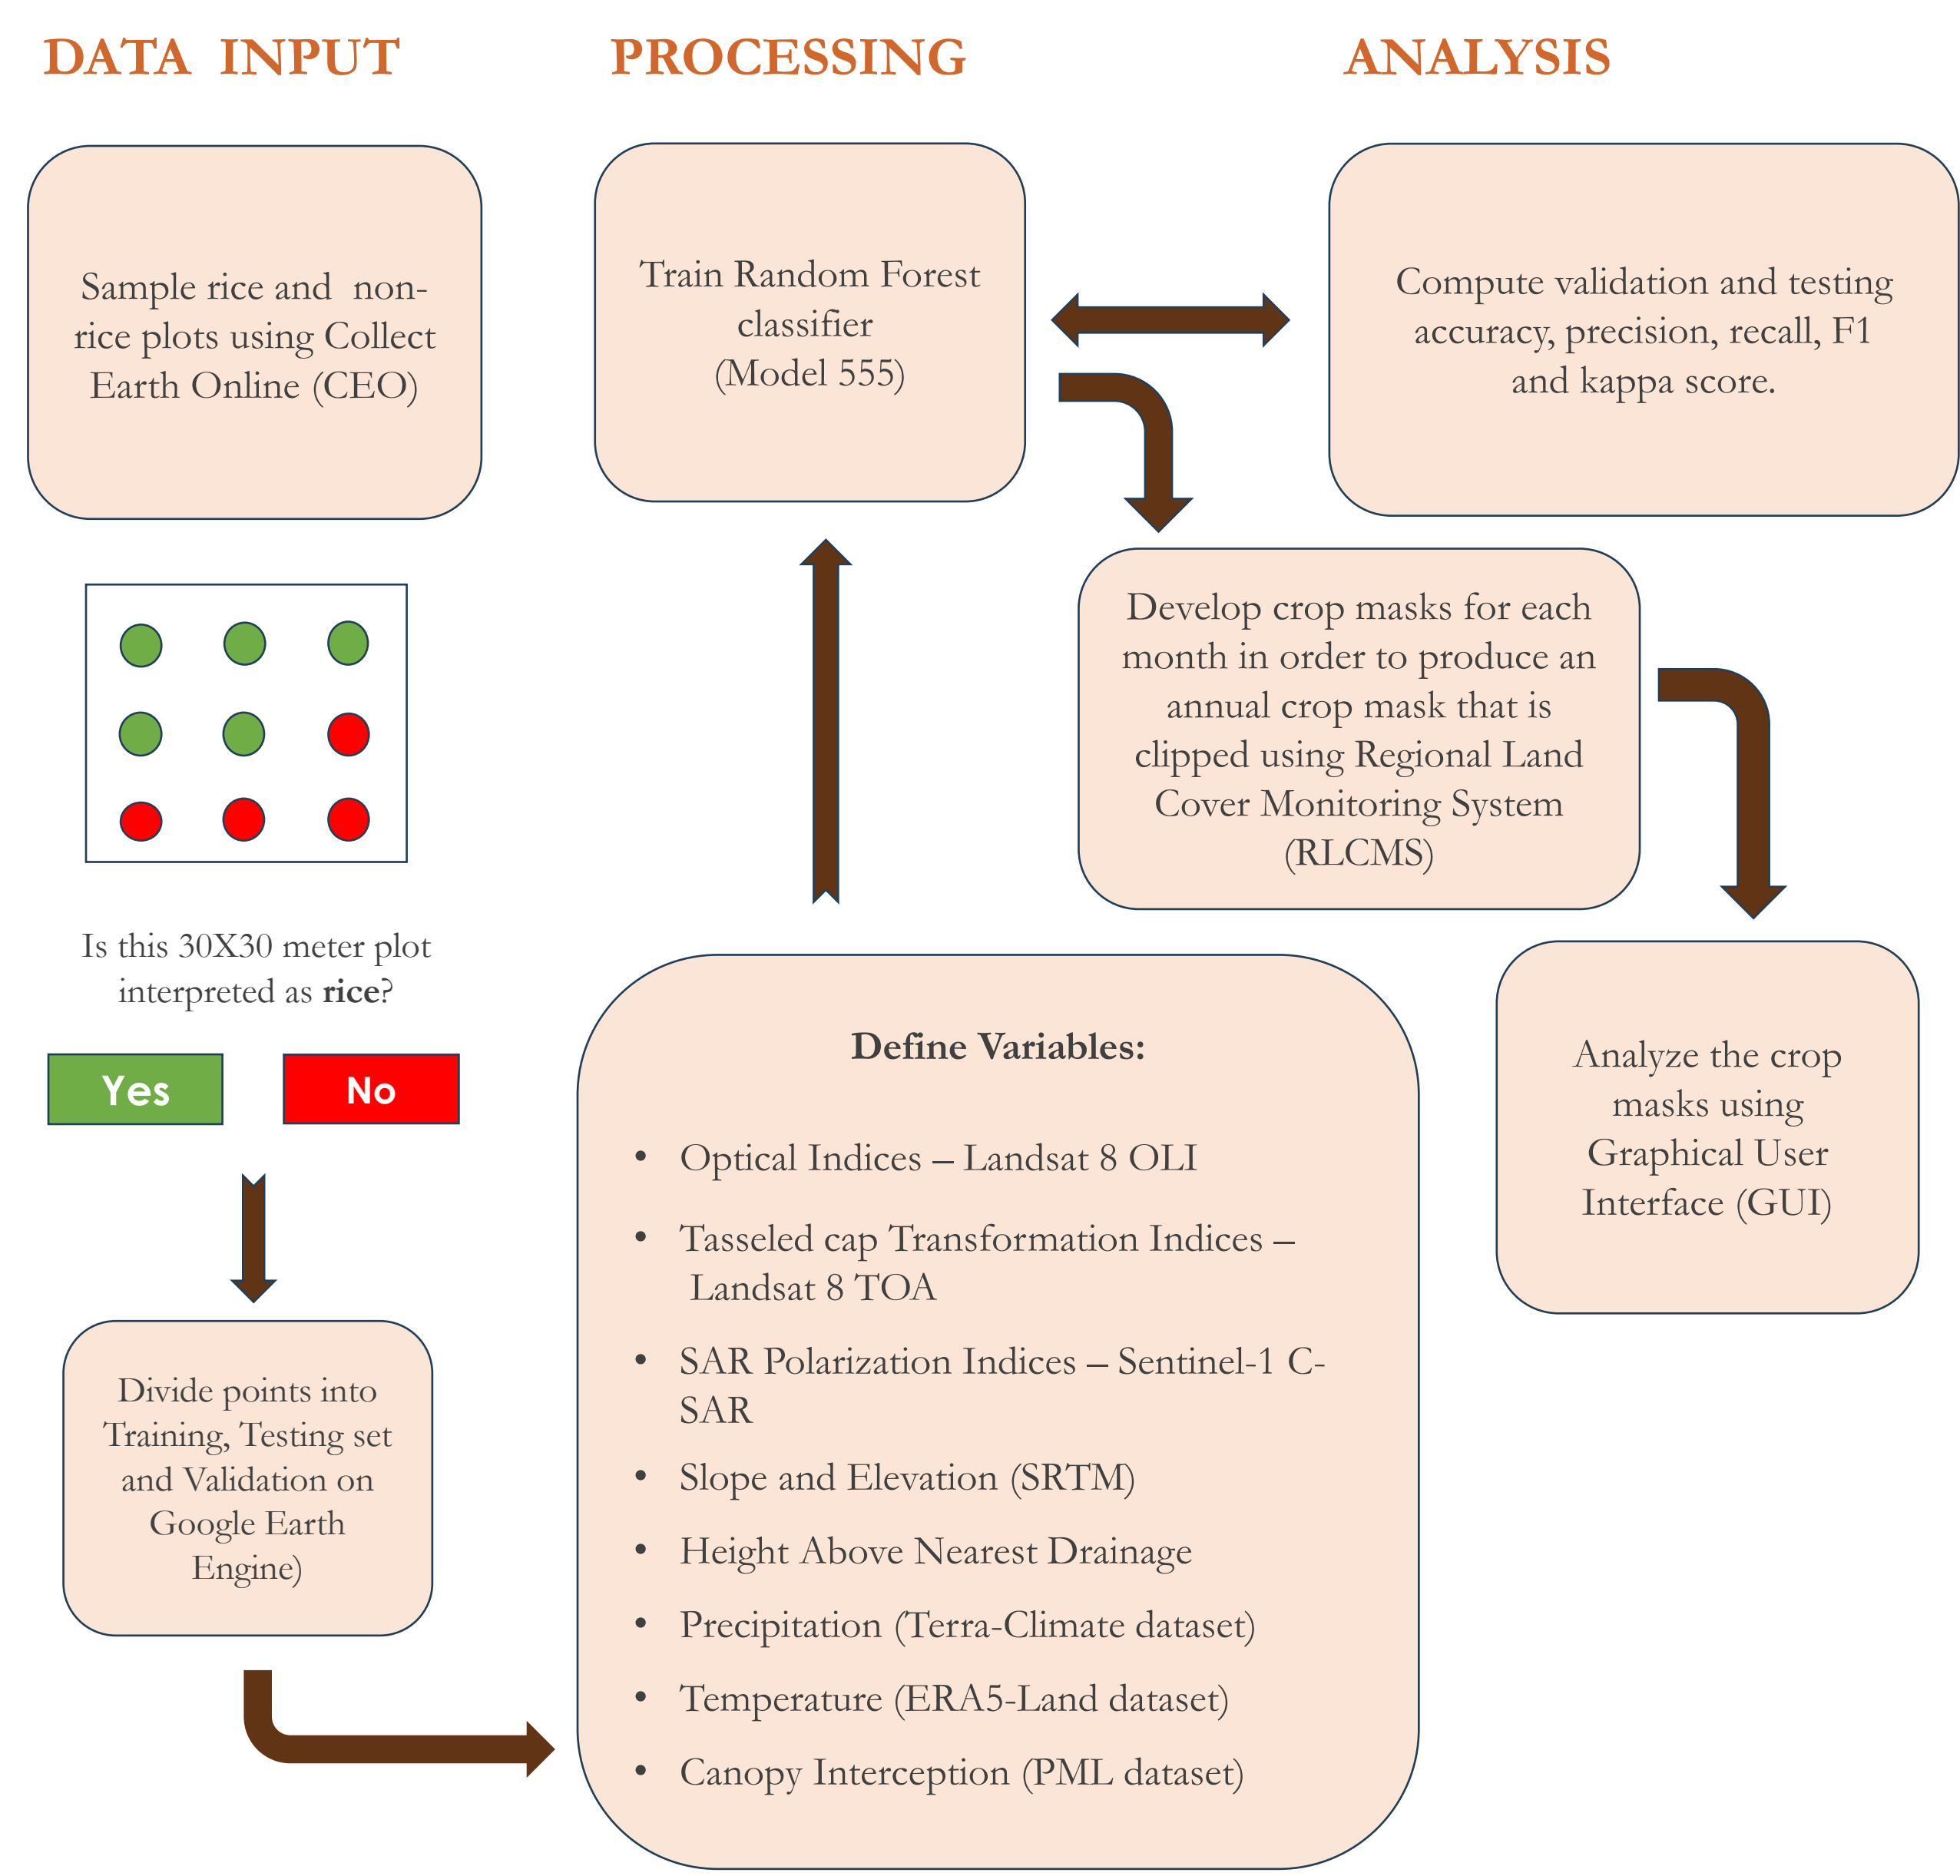 DATA INPUT
Sample rice and non-
rice plots using Collect
Earth Online (CEO)
Is this 30X30 meter plot
interpreted as rice?
Yes
No
Divide points into
Training, Testing set
and Validation on
Google Earth
Engine)
PROCESSING
Train Random Forest
classifier
(Model 555)
Define Variables:
• Optical Indices – Landsat 8 OLI
• Tasseled cap Transformation Indices –
Landsat 8 TOA
• SAR Polarization Indices – Sentinel-1 C-
SAR
• Slope and Elevation (SRTM)
• Height Above Nearest Drainage
• Precipitation (Terra-Climate dataset)
• Temperature (ERA5-Land dataset)
• Canopy Interception (PML dataset)
ANALYSIS
Compute validation and testing
accuracy, precision, recall, F1
and kappa score.
Develop crop masks for each
month in order to produce an
annual crop mask that is
clipped using Regional Land
Cover Monitoring System
(RLCMS)
Analyze the crop
masks using
Graphical User
Interface (GUI)